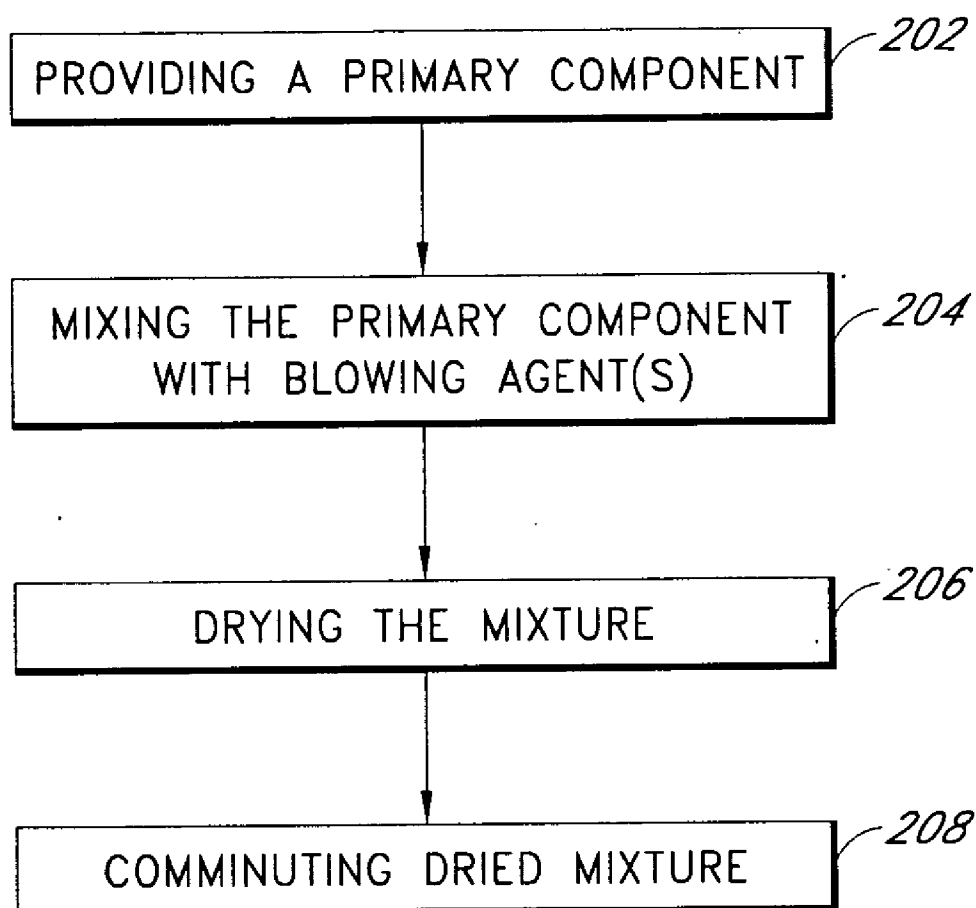 202
PROVIDING A PRIMARY COMPONENT
204
MIXING THE PRIMARY COMPONENT
WITH BLOWING AGENT(S)
206
DRYING THE MIXTURE
208
COMMINUTING DRIED MIXTURE